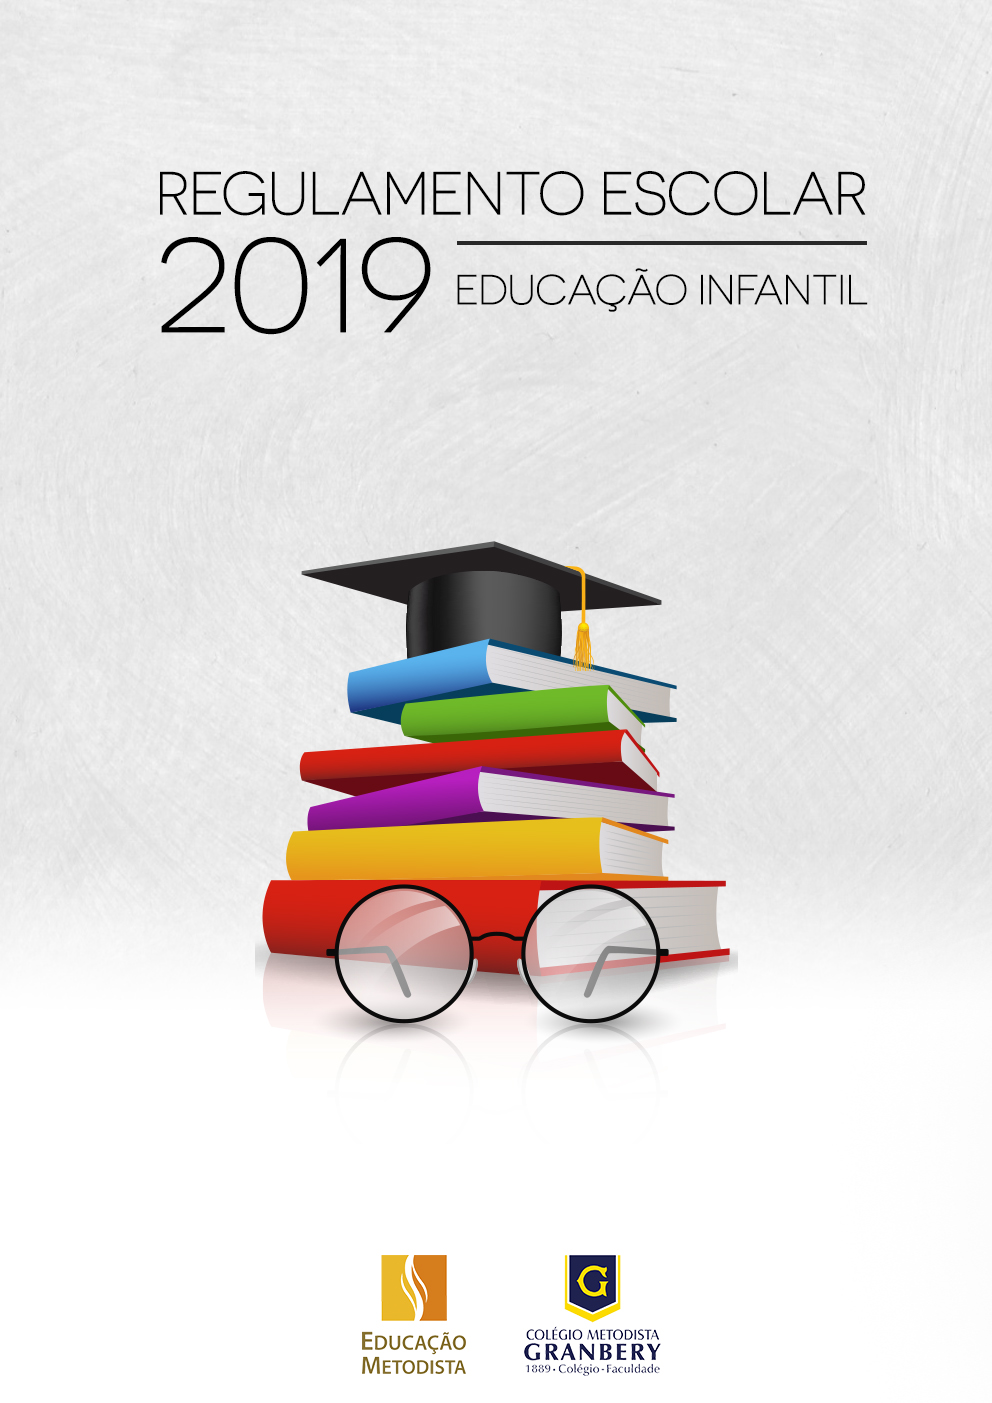 REGULAMENTO ESCOLAR
2019
EDUCAÇÃO INFANTIL
EDUCAÇÃO
METODISTA
G
COLÉGIO METODISTA
GRANBERY
1889 • Colégio • Faculdade